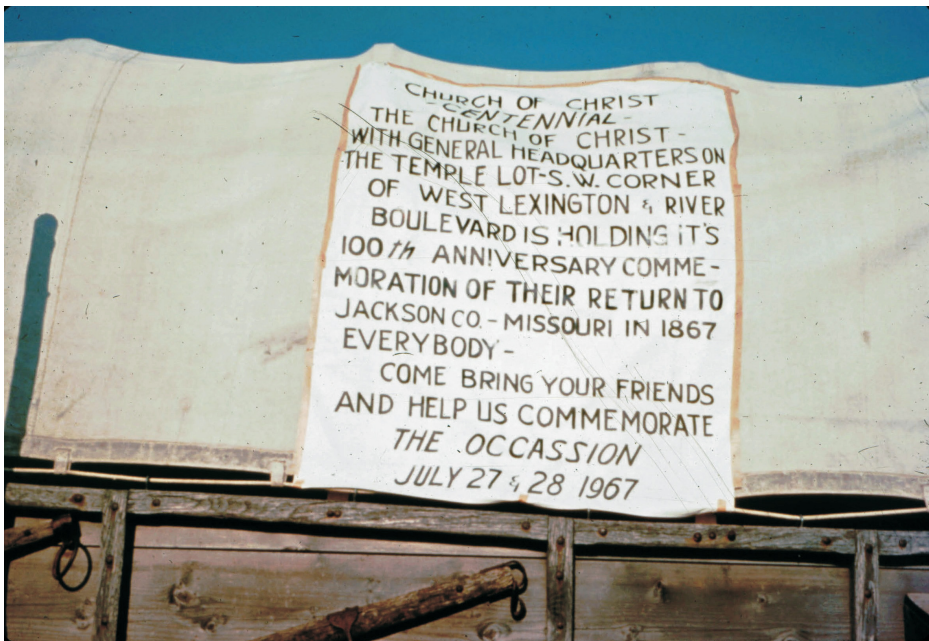 CHURCH OF CHRIST
-CENTENNIAL-
THE CHURCH OF CHRIST-
WITH GENERAL HEADQUARTERS ON
THE TEMPLE LOT-S.W. CORNER
OF WEST LEXINGTON & RIVER
BOULEVARD IS HOLDING IT'S
100th ANNIVERSARY COMME-
MORATION OF THEIR RETURN TO
JACKSON CO.-MISSOURI IN 1867
EVERYBODY-
COME BRING YOUR FRIENDS
AND HELP US COMMEMORATE
THE OCCASSION
JULY 27 & 28 1967